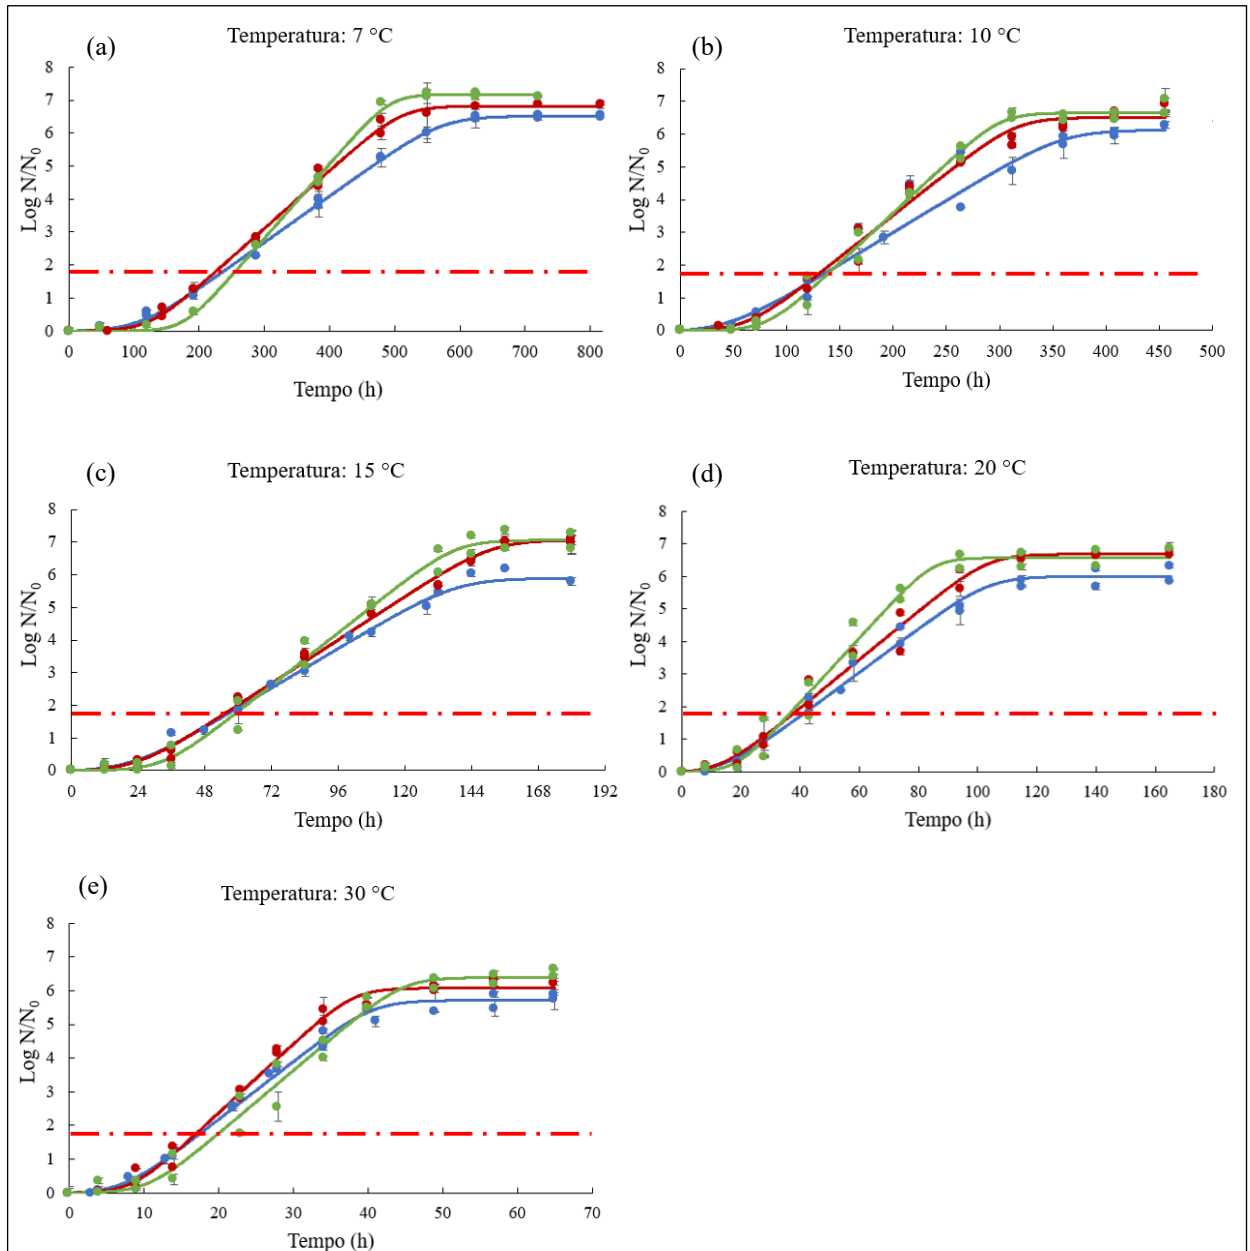 (a)
Temperatura: 7 °C
Log N/N0
8
7
6
5
4
3
2
1
0
0 100 200 300 400 500 600 700 800
Tempo (h)
(b)
Temperatura: 10 °C
Log N/N0
8
7
6
5
4
3
2
1
0
0 50 100 150 200 250 300 350 400 450 500
Tempo (h)
(c)
Temperatura: 15 °C
Log N/N0
8
7
6
5
4
3
2
1
0
0 24 48 72 96 120 144 168 192
Tempo (h)
(d)
Temperatura: 20 °C
Log N/N0
8
7
6
5
4
3
2
1
0
0 20 40 60 80 100 120 140 160 180
Tempo (h)
(e)
Temperatura: 30 °C
Log N/N0
8
7
6
5
4
3
2
1
0
0 10 20 30 40 50 60 70
Tempo (h)